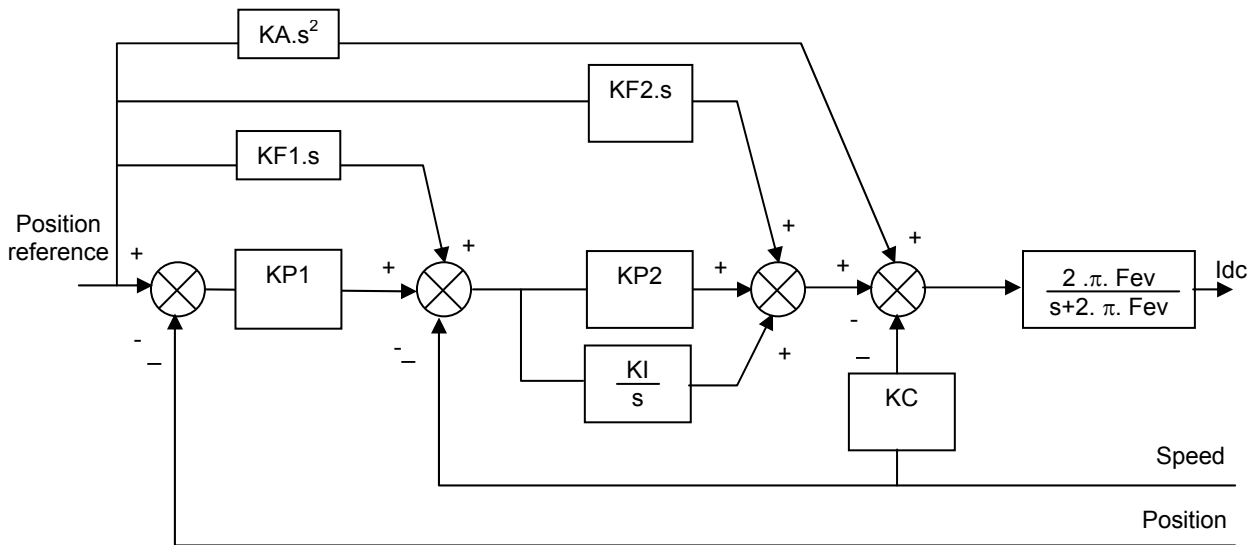 KA.s²
KF2.s
KF1.s
Position
reference
+
KP1
+
+
KP2
+
+
+
+
2 .π. Fev
s+2. π. Fev
Idc
-
–
-
–
KI
s
+
-
–
KC
Speed
Position